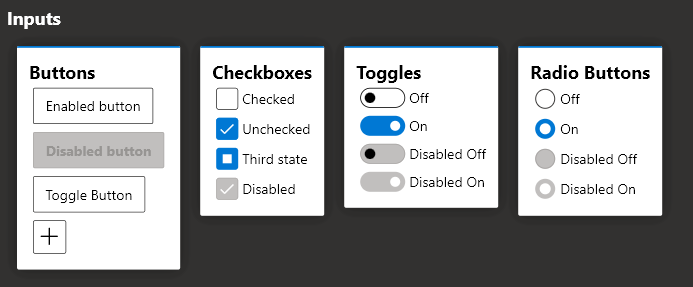 Inputs
Buttons
Enabled button
Disabled button
Toggle Button
Checkboxes
Checked
Unchecked
Third state
Disabled
Toggles
Off
On
Disabled Off
Disabled On
Radio Buttons
Off
On
Disabled Off
Disabled On